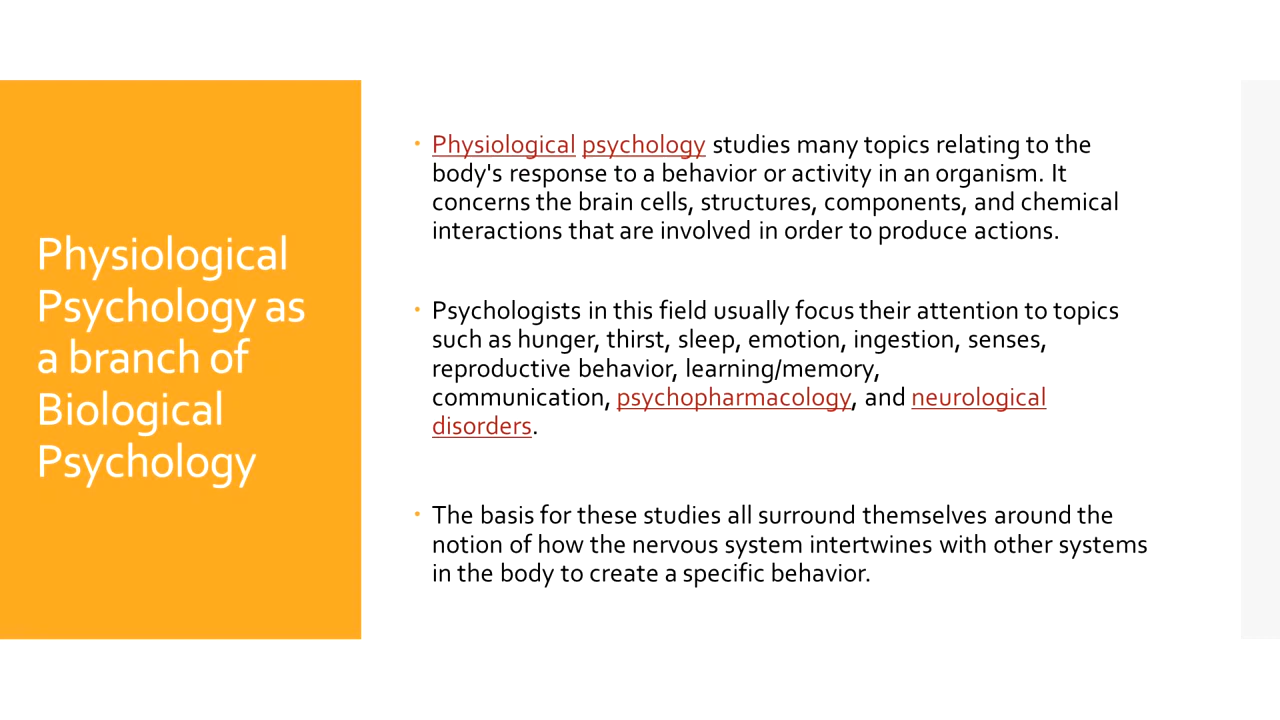 Physiological
Psychology as
a branch of
Biological
Psychology
• Physiological psychology studies many topics relating to the
body's response to a behavior or activity in an organism. It
concerns the brain cells, structures, components, and chemical
interactions that are involved in order to produce actions.
• Psychologists in this field usually focus their attention to topics
such as hunger, thirst, sleep, emotion, ingestion, senses,
reproductive behavior, learning/memory,
communication, psychopharmacology, and neurological
disorders.
• The basis for these studies all surround themselves around the
notion of how the nervous system intertwines with other systems
in the body to create a specific behavior.